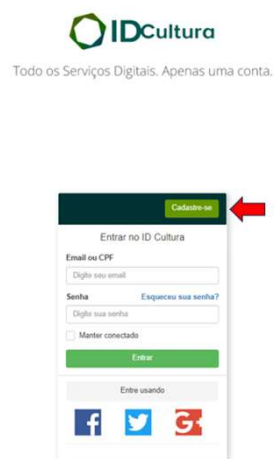 IDCultura
Todo os Serviços Digitais. Apenas uma conta.
Cadastre-se
Entrar no ID Cultura
Email ou CPF
Digite seu email
Senha Esqueceu sua senha?
Digite sua senha
Manter conectado
Entrar
Entre usando
f
G+